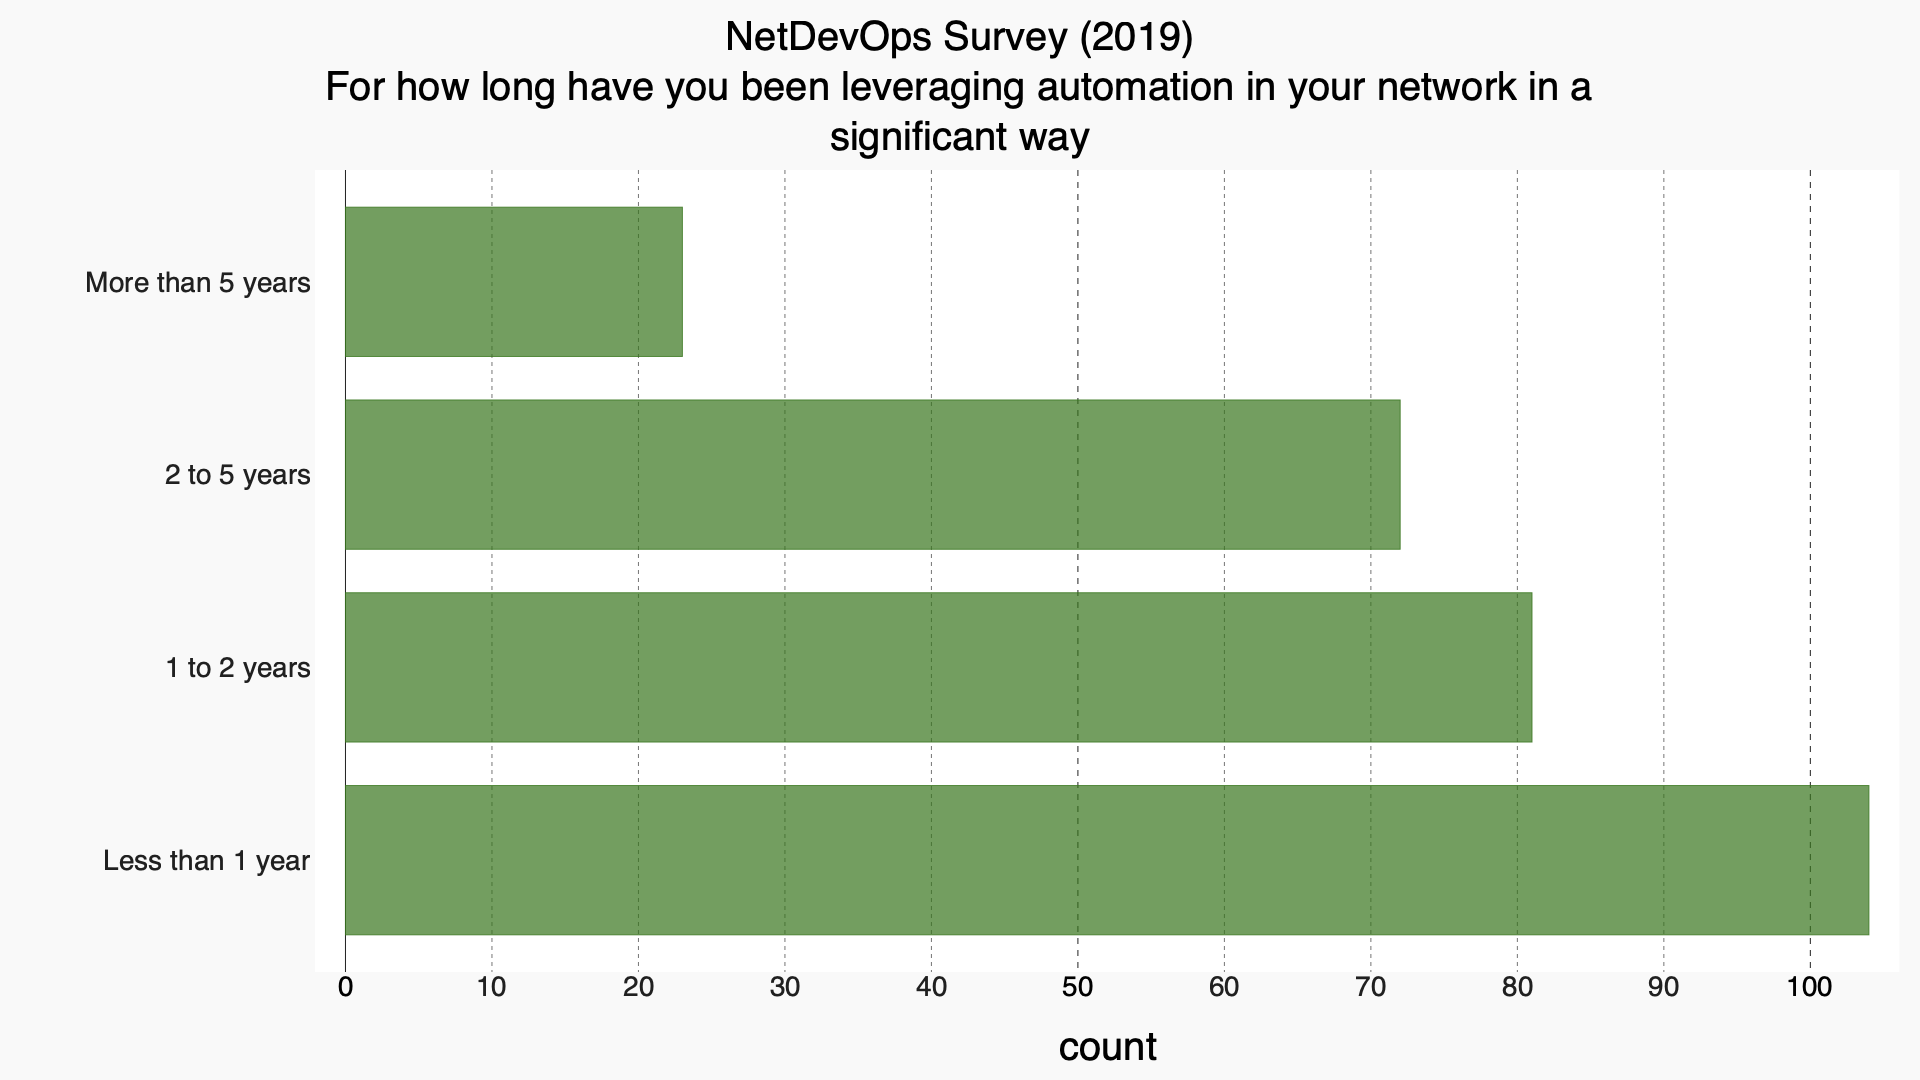 NetDevOps Survey (2019)
For how long have you been leveraging automation in your network in a
significant way
More than 5 years
2 to 5 years
1 to 2 years
Less than 1 year
0 10 20 30 40 50 60 70 80 90 100
count